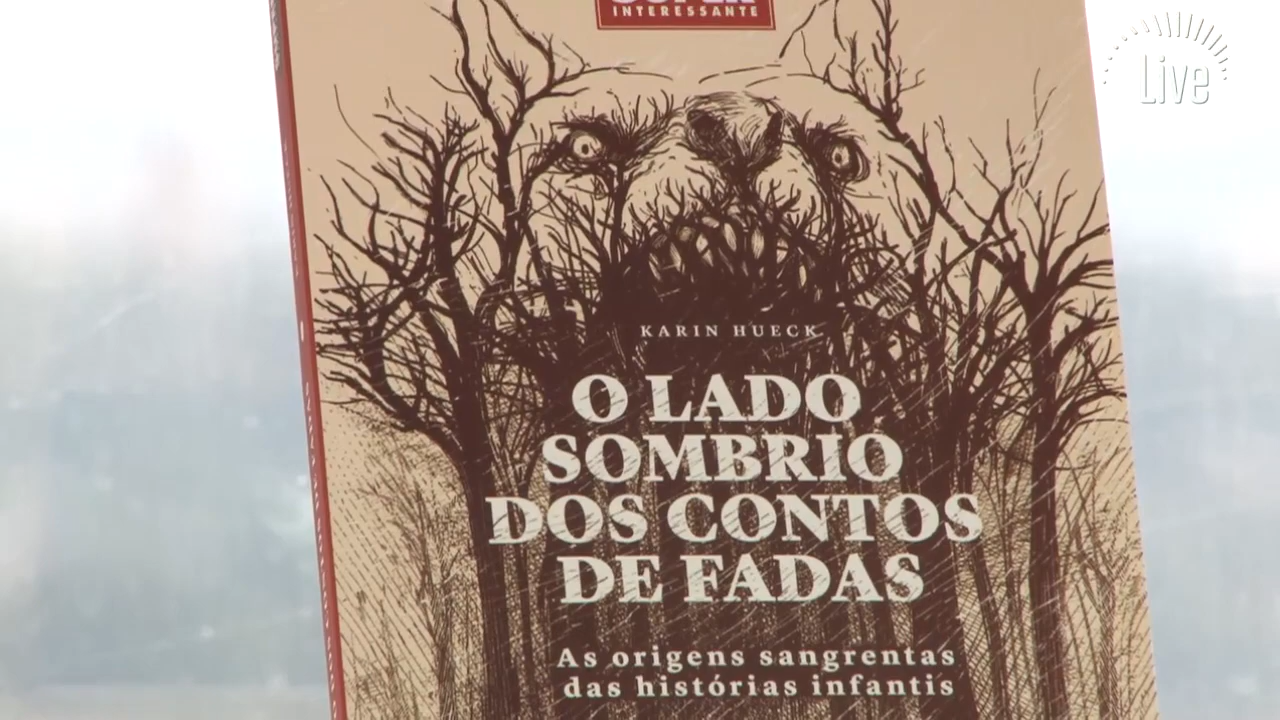 INTERESSANTE
Live
KARIN HUECK
O LADO
SOMBRIO
DOS CONTOS
DE FADAS
As origens sangrentas
das histórias infantis